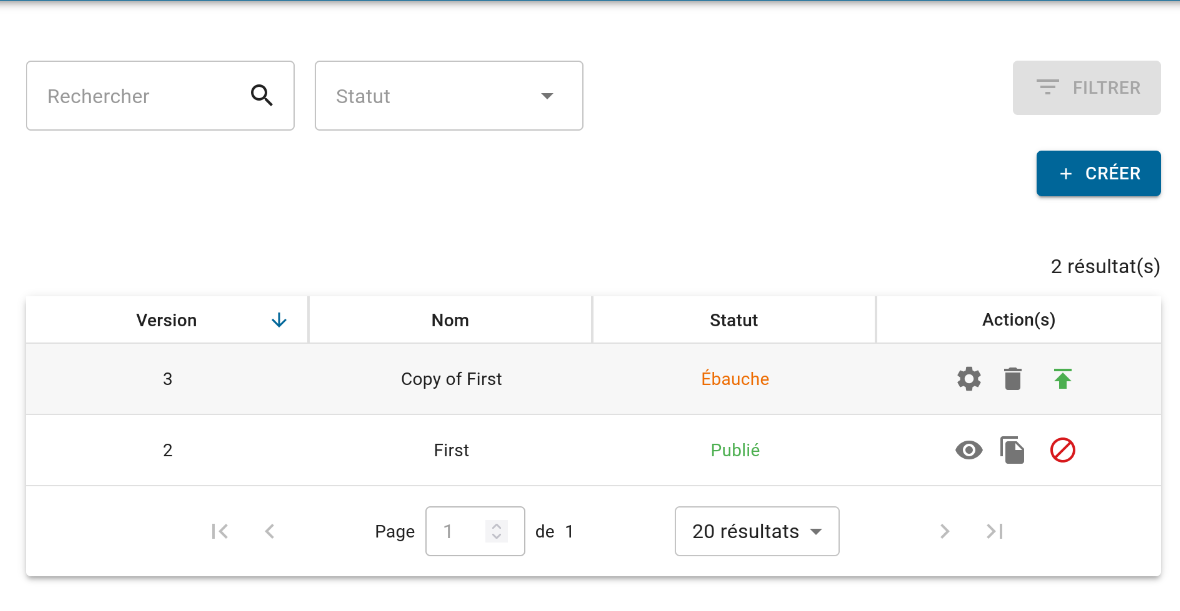 Rechercher Statut FILTRER
+ CRÉER
2 résultat(s)
Version Nom Statut Action(s)
3 Copy of First Ébauche
2 First Publié
Page 1 de 1 20 résultats